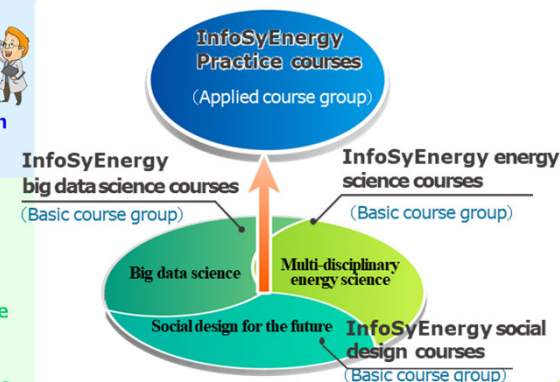 InfoSyEnergy
Practice courses
(Applied course group)
InfoSyEnergy
big data science courses
(Basic course group)
InfoSyEnergy energy
science courses
(Basic course group)
Big data science
Multi-disciplinary
energy science
Social design for the future
InfoSyEnergy social
design courses
(Basic course group)